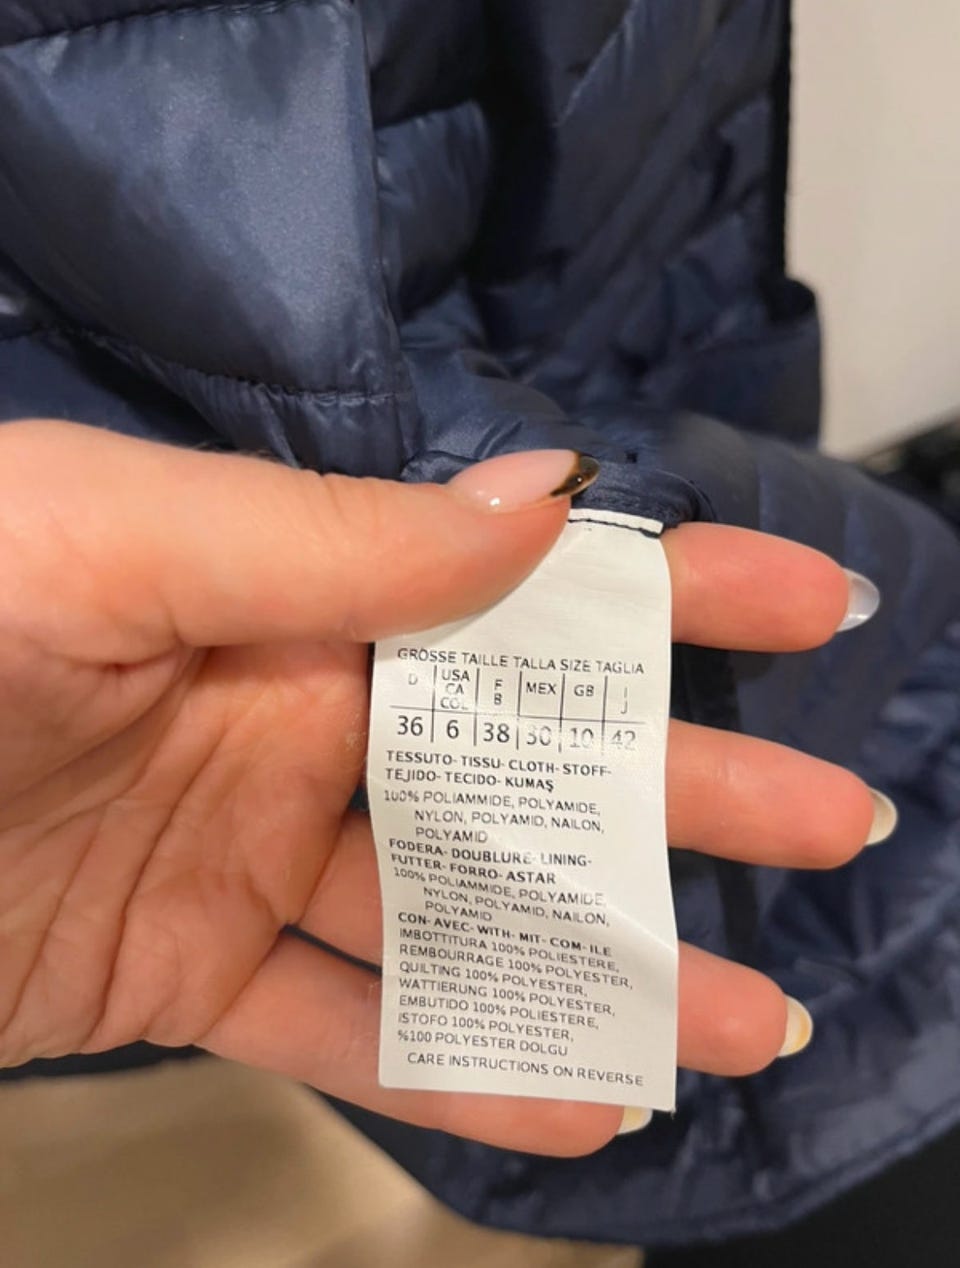 GRÖSSE TAILLE TALLA SIZE TAGLIA
D USA CA COL F B MEX GB I J
36 6 38 30 10 42
TESSUTO- TISSU- CLOTH- STOFF-
TEJIDO- TECIDO- KUMAŞ
100% POLIAMMIDE, POLYAMIDE,
NYLON, POLYAMID, NAILON,
POLYAMID
FODERA- DOUBLURE- LINING-
FUTTER- FORRO- ASTAR
100% POLIAMMIDE, POLYAMIDE,
NYLON, POLYAMID, NAILON,
POLYAMID
CON- AVEC- WITH- MIT- COM- ILE
IMBOTTITURA 100% POLIESTERE,
REMBOURRAGE 100% POLYESTER,
QUILTING 100% POLYESTER,
WATTIERUNG 100% POLYESTER,
EMBUTIDO 100% POLIESTERE,
ISTOFO 100% POLYESTER,
%100 POLYESTER DOLGU
CARE INSTRUCTIONS ON REVERSE